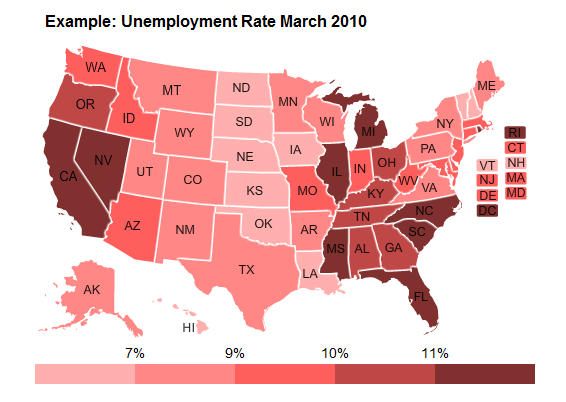 Example: Unemployment Rate March 2010
WA
ND
MT
MN
ME
OR
ID
SD
WI
NY
WY
MI
RI
CT
IA
PA
NE
NV
IL
IN
OH
VT
NH
UT
CO
NJ
MA
CA
KS
MO
WV
VA
KY
DE
MD
NC
DC
TN
AZ
OK
AR
NM
SC
MS
AL
GA
TX
LA
AK
FL
HI
7%
9%
10%
11%